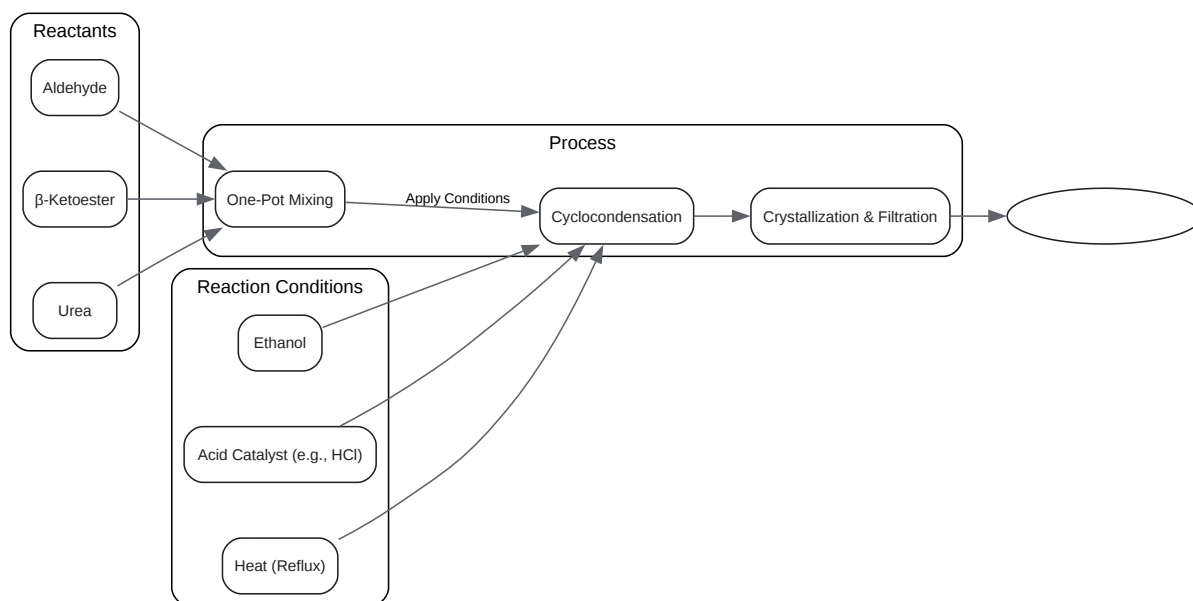 Reactants
Aldehyde
β-Ketoester
Urea
Process
One-Pot Mixing
Apply Conditions
Cyclocondensation
Crystallization & Filtration
Reaction Conditions
Ethanol
Acid Catalyst (e.g., HCl)
Heat (Reflux)